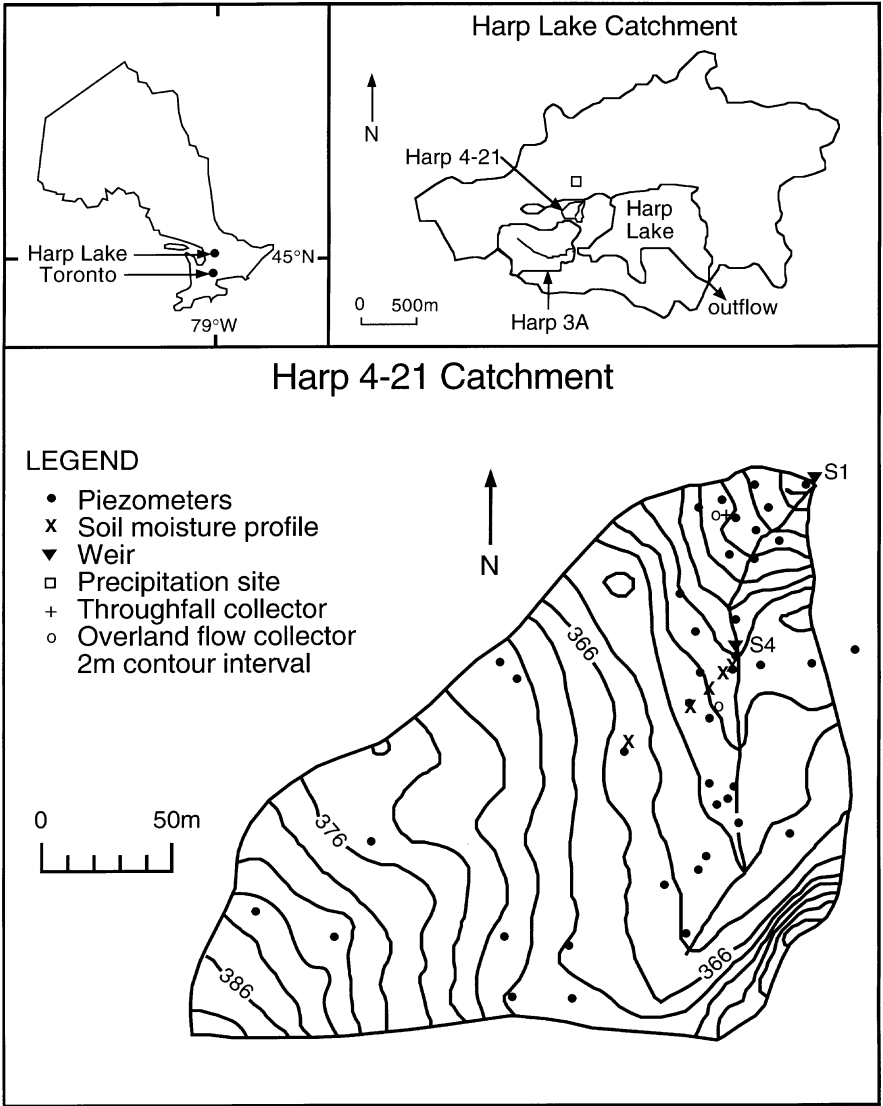 Harp Lake
Toronto
45°N
79°W
Harp Lake Catchment
N
Harp 4-21
Harp
Lake
0 500m
Harp 3A
outflow
Harp 4-21 Catchment
LEGEND
Piezometers
x Soil moisture profile
Weir
Precipitation site
+ Throughfall collector
o Overland flow collector
2m contour interval
N
S1
S4
366
0 50m
376
386
366